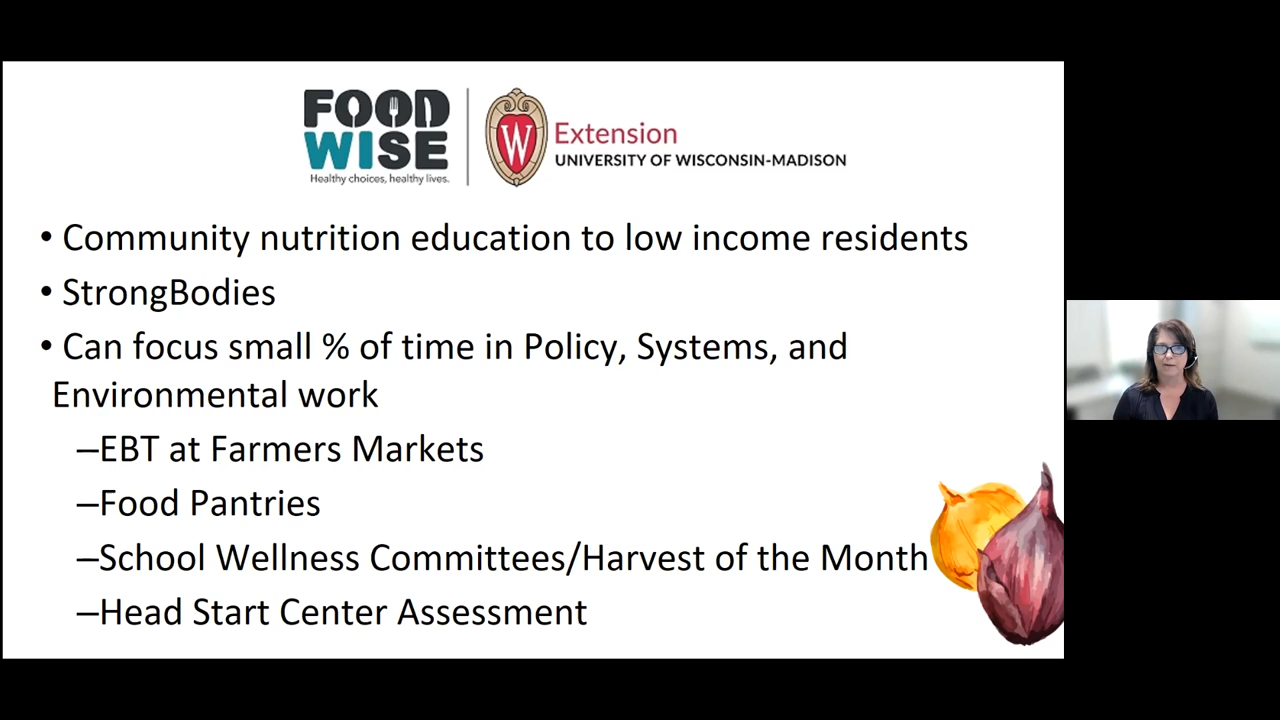 FOOD
WISE
Healthy choices, healthy lives.
W
Extension
UNIVERSITY OF WISCONSIN-MADISON
• Community nutrition education to low income residents
• StrongBodies
• Can focus small % of time in Policy, Systems, and
Environmental work
–EBT at Farmers Markets
–Food Pantries
–School Wellness Committees/Harvest of the Month
–Head Start Center Assessment